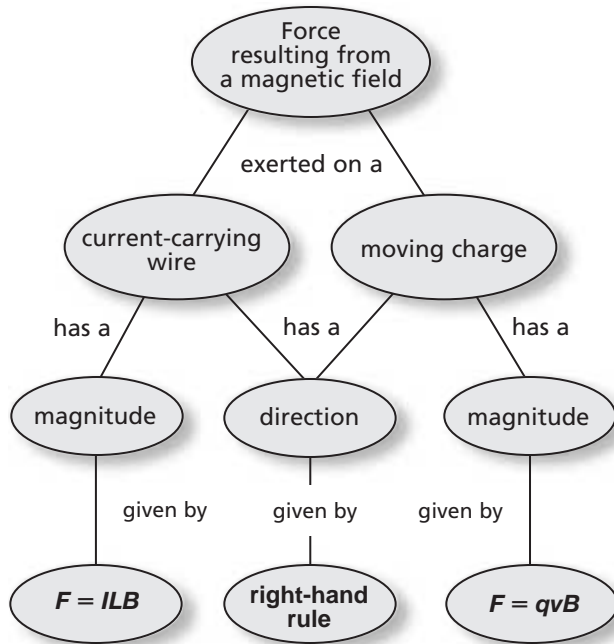 Force
resulting from
a magnetic field
exerted on a
current-carrying
wire
moving charge
has a
has a
has a
magnitude
direction
magnitude
given by
given by
given by
F = ILB
right-hand
rule
F = qvB